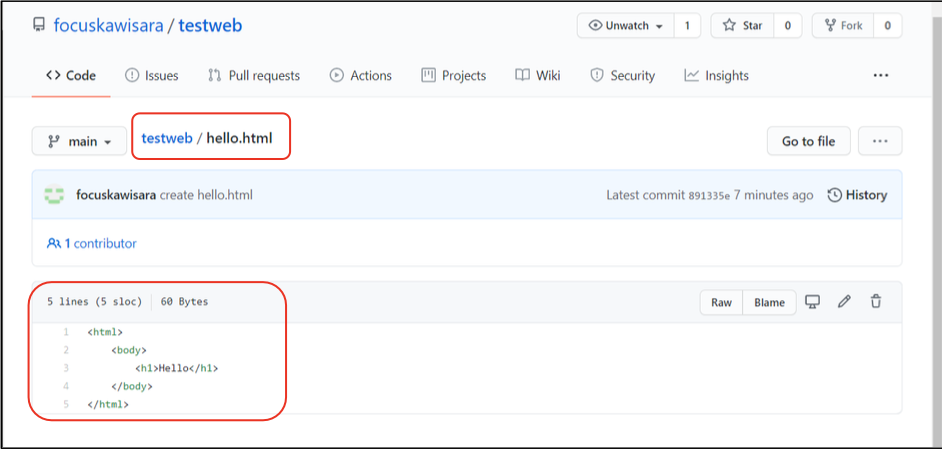 focuskawisara / testweb Unwatch 1 Star 0 Fork 0
Code Issues Pull requests Actions Projects Wiki Security Insights ...
main testweb / hello.html Go to file ...
focuskawisara create hello.html Latest commit 891335e 7 minutes ago History
1 contributor
5 lines (5 sloc) 60 Bytes Raw Blame
1 <html>
2 <body>
3 <h1>Hello</h1>
4 </body>
5 </html>